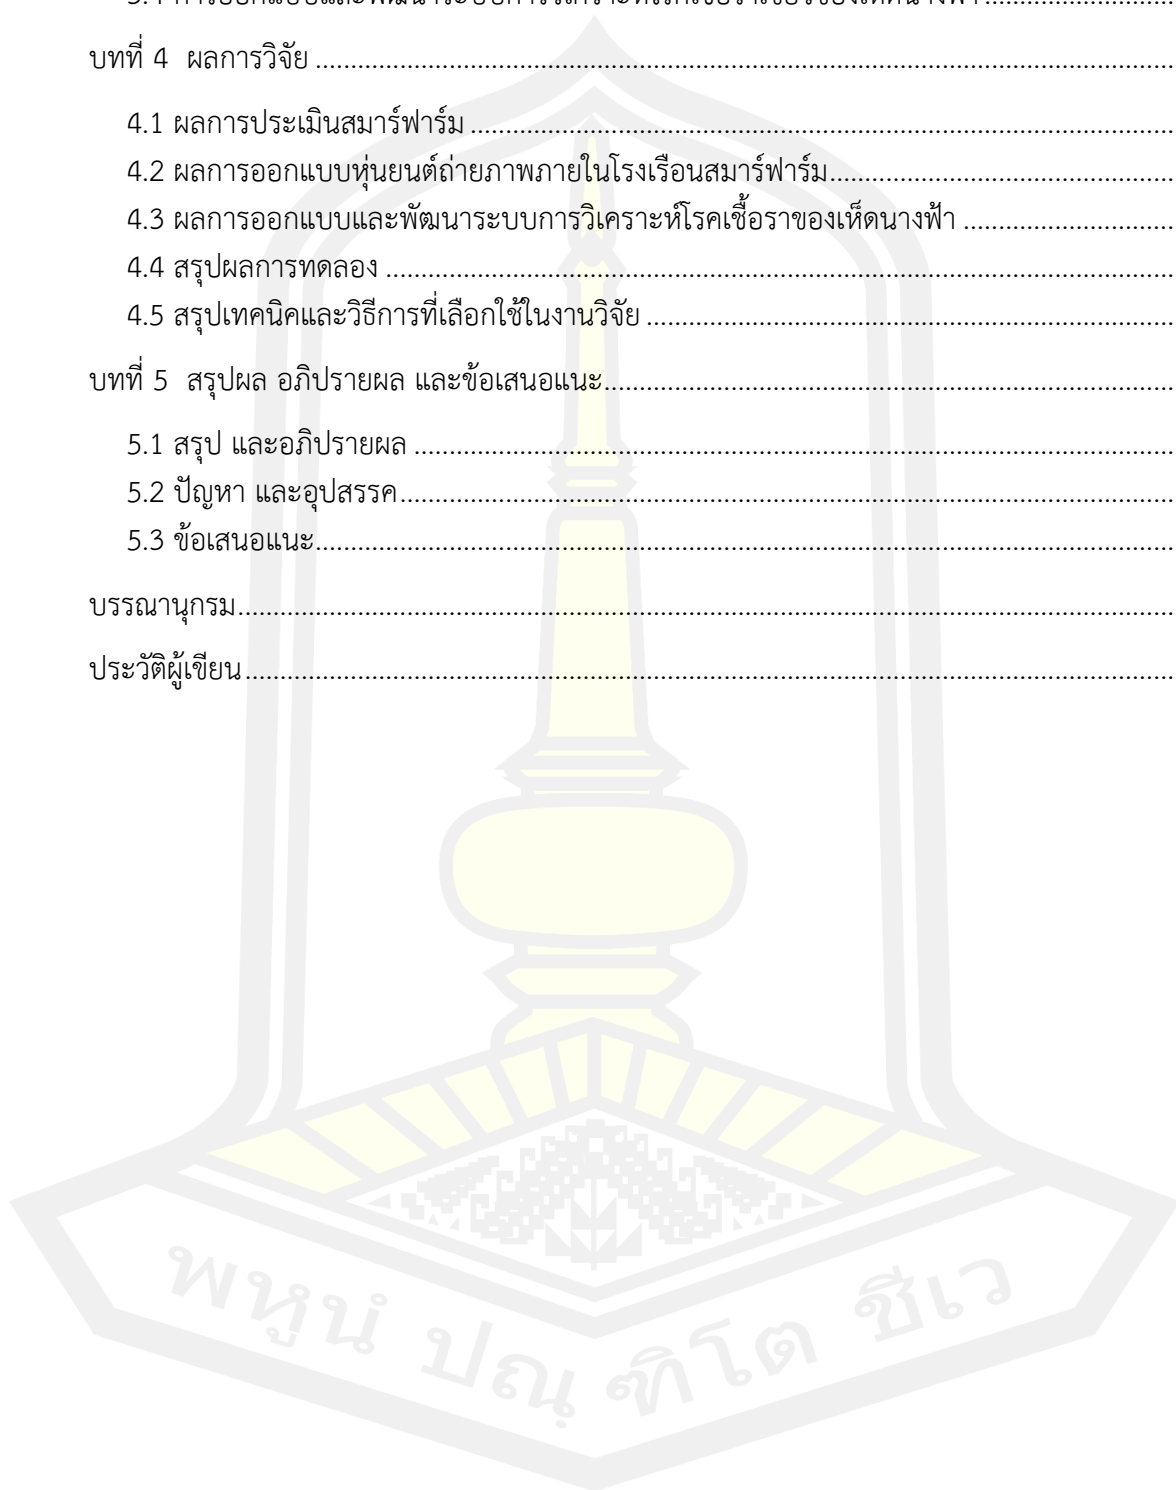 บทที่ 4 ผลการวิจัย
4.1 ผลการประเมินสมาร์ฟาร์ม
4.2 ผลการออกแบบหุ่นยนต์ถ่ายภาพภายในโรงเรือนสมาร์ฟาร์ม
4.3 ผลการออกแบบและพัฒนาระบบการวิเคราะห์โรคเชื้อราของเห็ดนางฟ้า
4.4 สรุปผลการทดลอง
4.5 สรุปเทคนิคและวิธีการที่เลือกใช้ในงานวิจัย
บทที่ 5 สรุปผล อภิปรายผล และข้อเสนอแนะ
5.1 สรุป และอภิปรายผล
5.2 ปัญหา และอุปสรรค
5.3 ข้อเสนอแนะ
บรรณานุกรม
ประวัติผู้เขียน
พหูนํ ปณฺฑิโต ชีเว